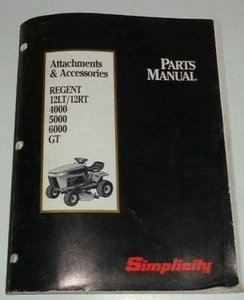 Attachments
& Accessories
REGENT
12LT/12RT
4000
5000
6000
GT
PARTS
MANUAL
Simplicity